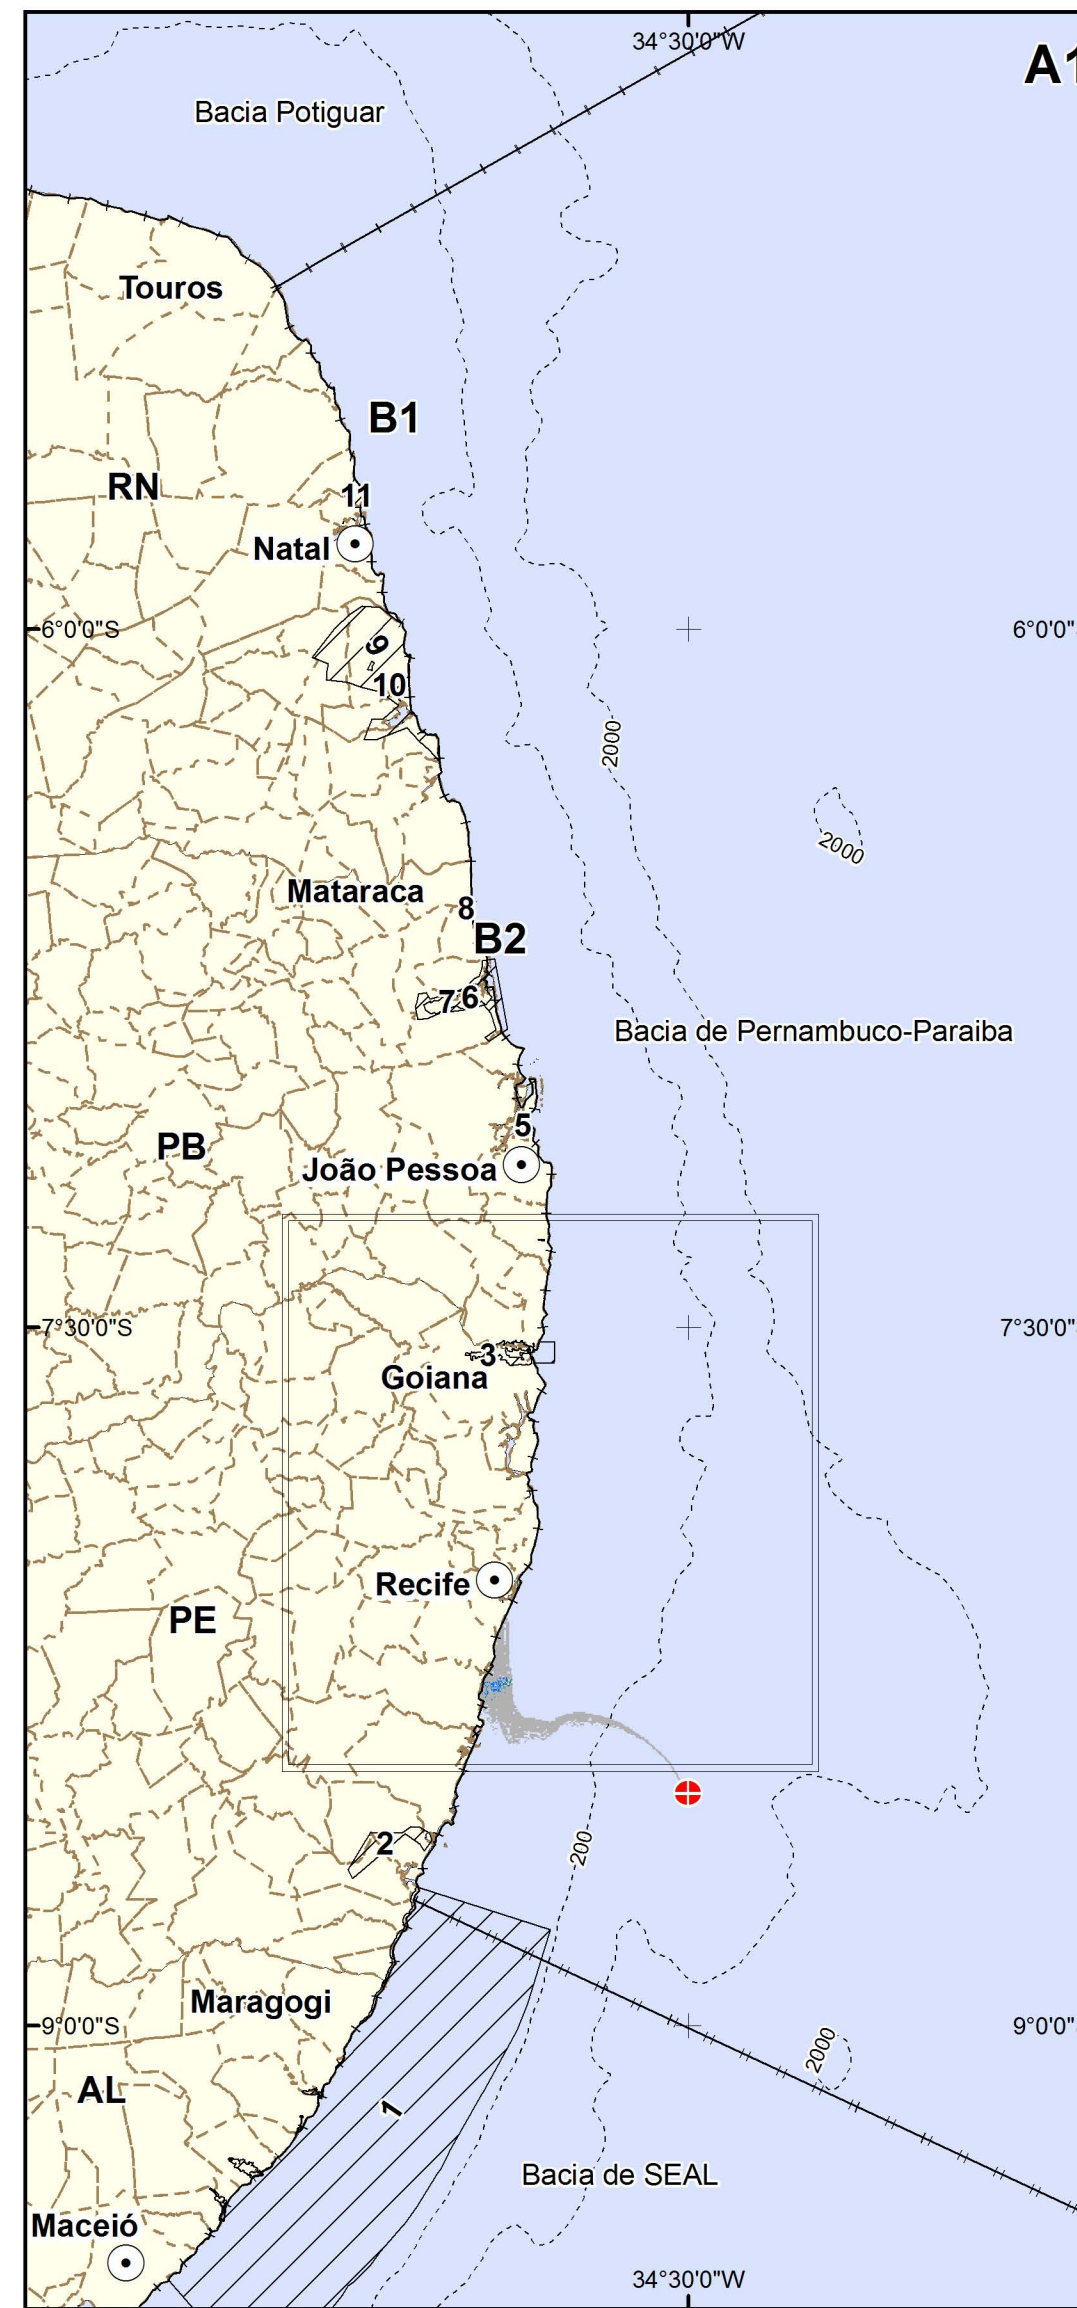 34°30'0"W
A1
Bacia Potiguar
Touros
B1
RN
11
Natal
6°0'0"S
6°0'0"
9
10
2000
2000
Mataraca
8
B2
7
6
Bacia de Pernambuco-Paraiba
5
PB
João Pessoa
7°30'0"S
7°30'0"
3
Goiana
Recife
PE
2
200
Maragogi
9°0'0"S
9°0'0"
2000
AL
1
Bacia de SEAL
Maceió
34°30'0"W